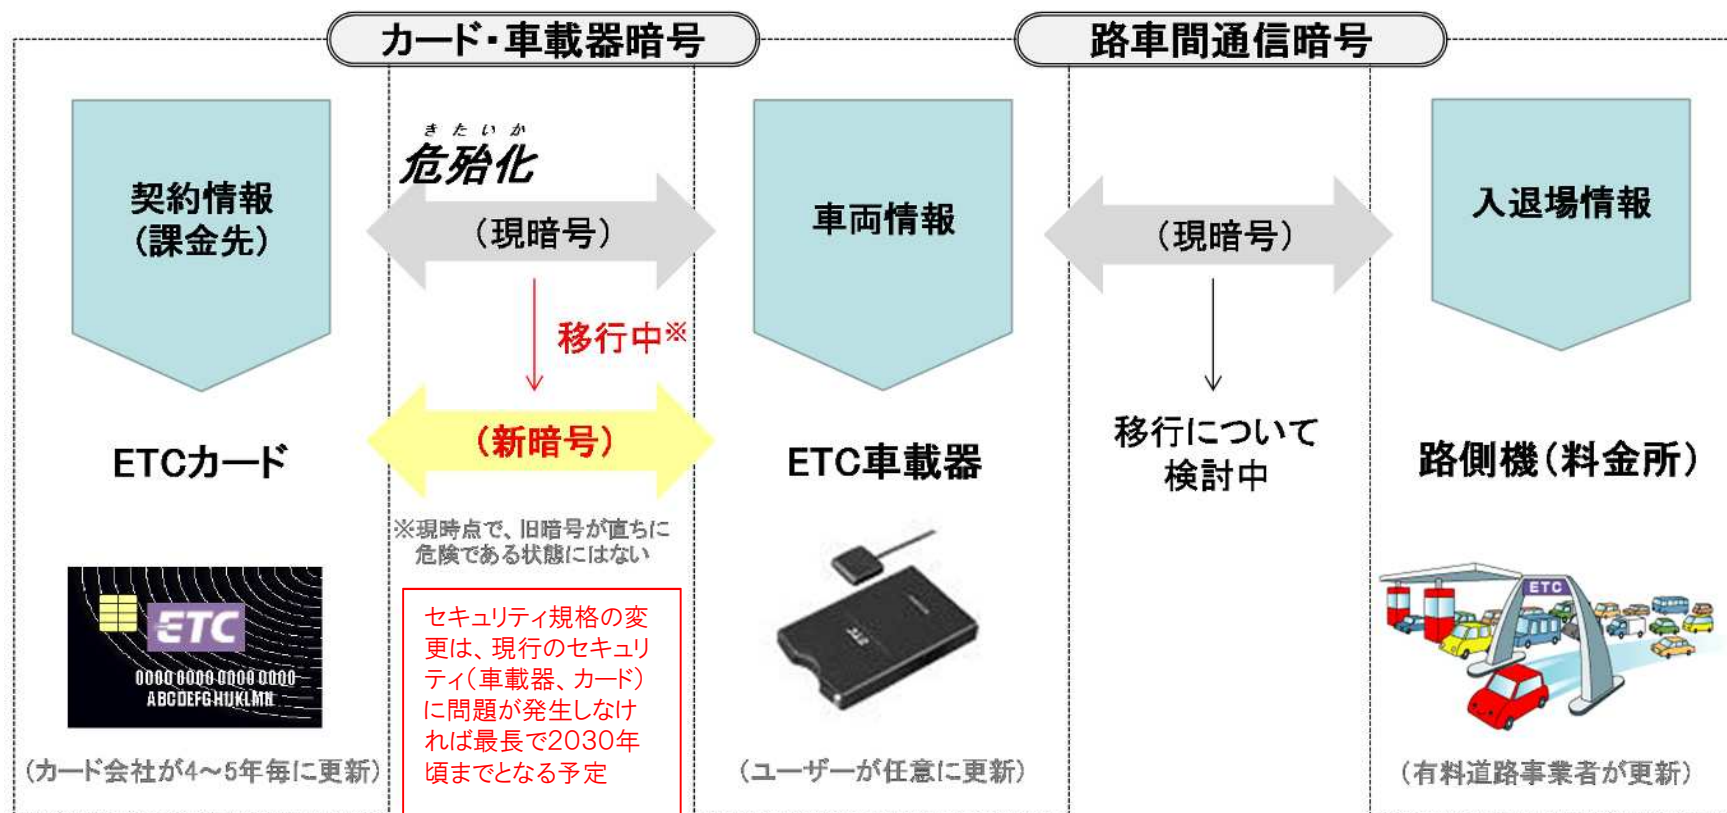 カード・車載器暗号
路車間通信暗号
契約情報
(課金先)
きたいか
危殆化
(現暗号)
移行中※
(新暗号)
車両情報
(現暗号)
移行について
検討中
入退場情報
ETCカード
ETC車載器
路側機(料金所)
※現時点で、旧暗号が直ちに
危険である状態にはない
セキュリティ規格の変
更は、現行のセキュリ
ティ(車載器、カード)
に問題が発生しなけ
れば最長で2030年
頃までとなる予定
ETC
0000 0000 0000 0000
ABCDEFG HIJKLMN
ETC
(カード会社が4～5年毎に更新)
(ユーザーが任意に更新)
(有料道路事業者が更新)